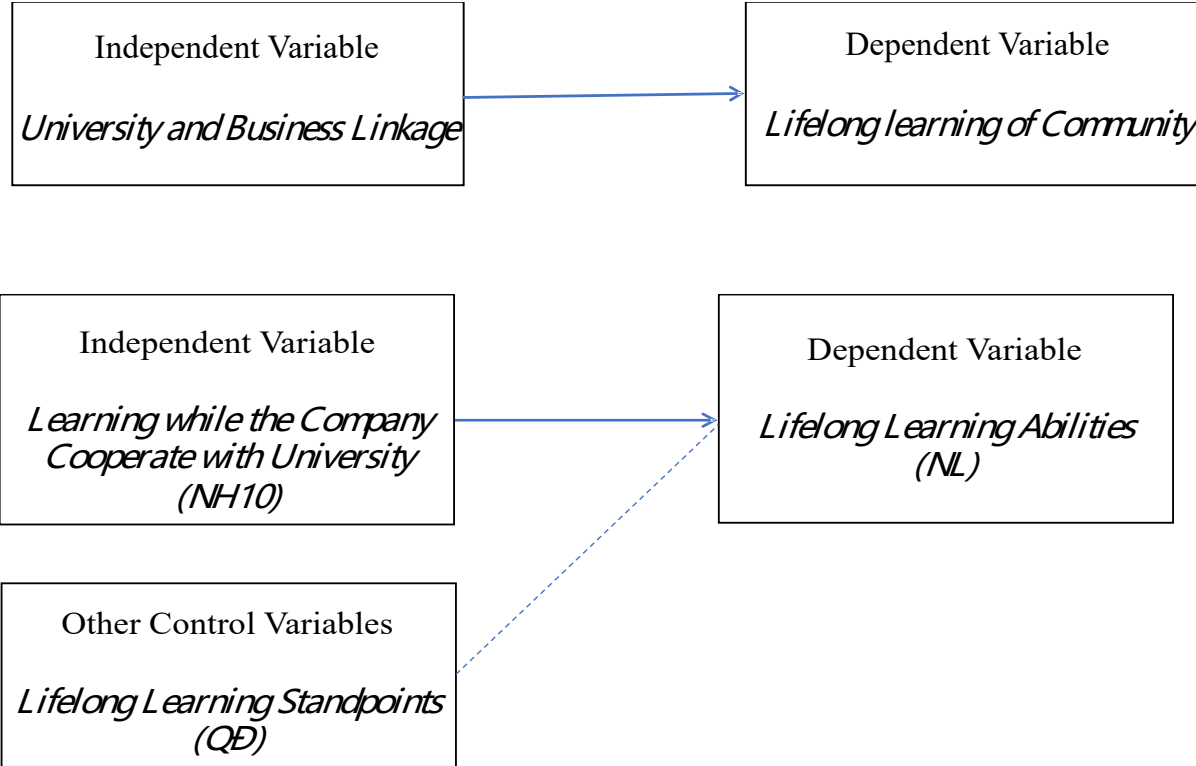 Independent Variable
University and Business Linkage
Dependent Variable
Lifelong learning of Community
Independent Variable
Learning while the Company
Cooperate with University
(NH10)
Dependent Variable
Lifelong Learning Abilities
(NL)
Other Control Variables
Lifelong Learning Standpoints
(QĐ)